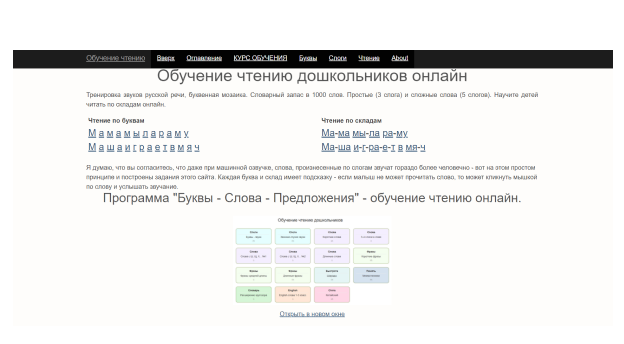 Обучение чтению Вверх Оглавление КУРС ОБУЧЕНИЯ Буквы Слоги Чтение About
Обучение чтению дошкольников онлайн
Тренировка звуков русской речи, буквенная мозаика. Словарный запас в 1000 слов. Простые (3 слога) и сложные слова (5 слогов). Научите детей
читать по складам онлайн.
Чтение по буквам
М а м а м ы л а р а м у
М а ш а и г р а е т в м я ч
Чтение по складам
Ма-ма мы-ла ра-му
Ма-ша и-г-ра-е-т в мя-ч
Я думаю, что вы согласитесь, что даже при машинной озвучке, слова, произнесенные по слогам звучат гораздо более человечно - вот на этом простом
принципе и построены задания этого сайта. Каждая буква и склад имеет подсказку - если малыш не может прочитать слово, то может кликнуть мышкой
по слову и услышать звучание.
Программа "Буквы - Слова - Предложения" - обучение чтению онлайн.
Обучение чтению дошкольников
Открыть в новом окне